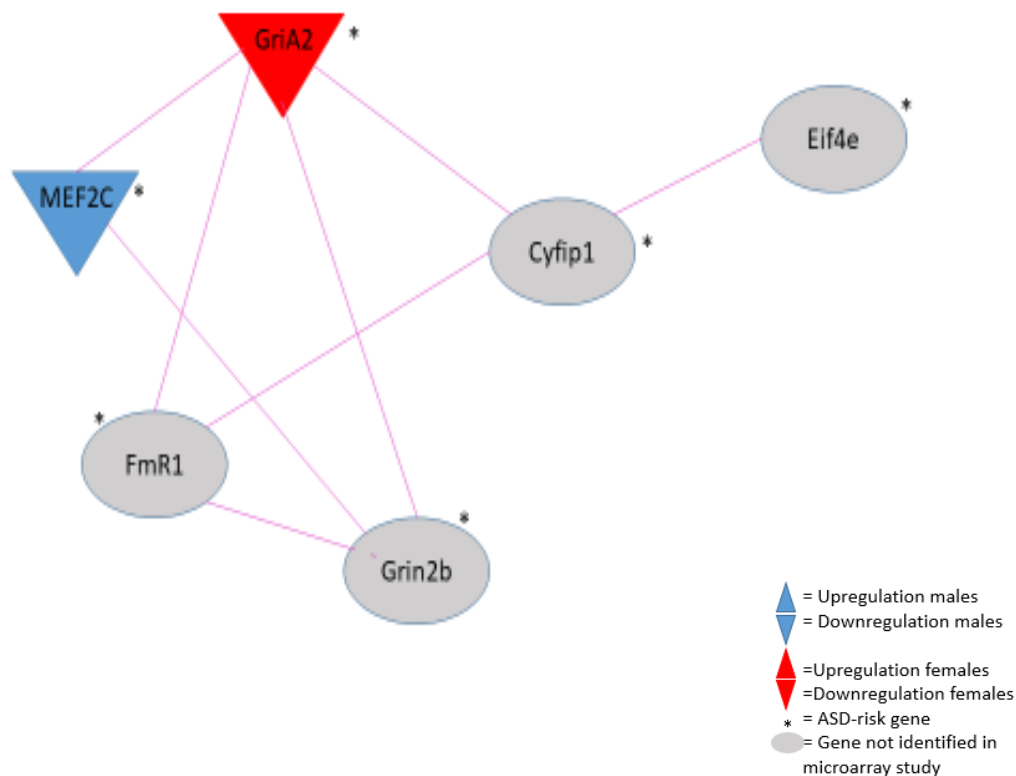 GriA2 *
Eif4e *
MEF2C *
Cyfip1 *
* FmR1
Grin2b *
= Upregulation males
= Downregulation males
=Upregulation females
=Downregulation females
* = ASD-risk gene
= Gene not identified in
microarray study